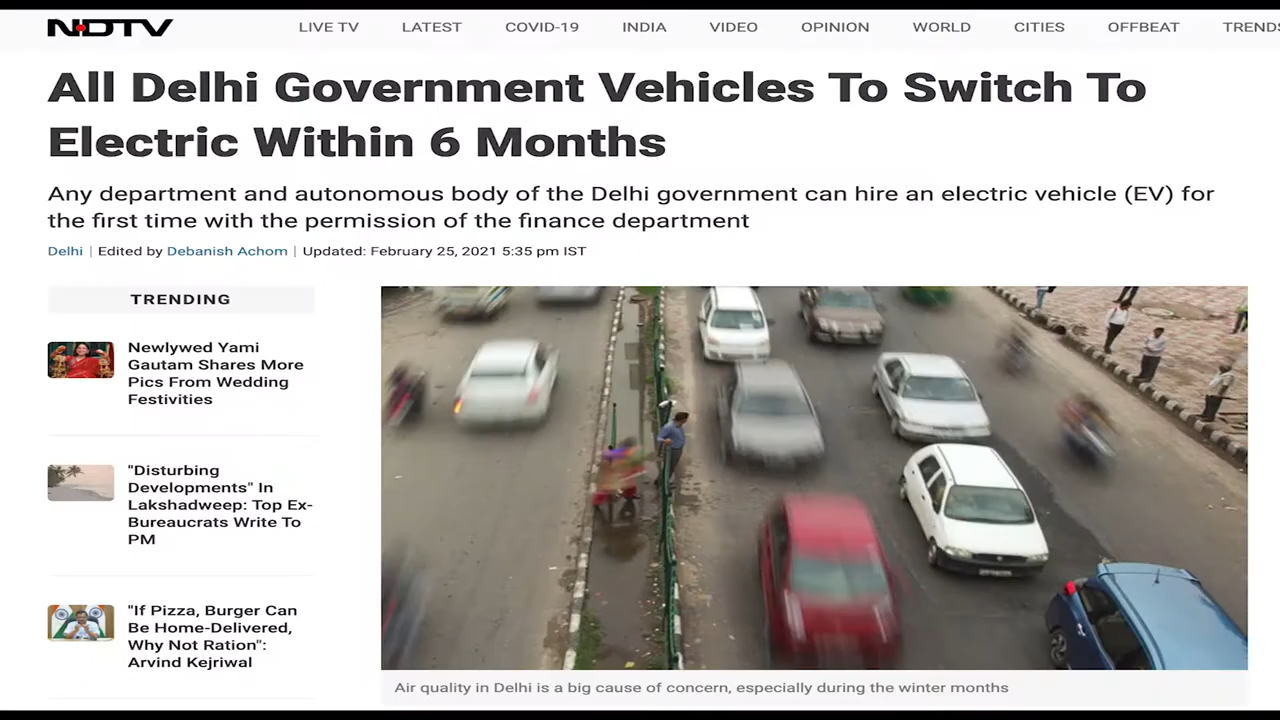 NDTV
LIVE TV LATEST COVID-19 INDIA VIDEO OPINION WORLD CITIES OFFBEAT TRENDS
All Delhi Government Vehicles To Switch To
Electric Within 6 Months
Any department and autonomous body of the Delhi government can hire an electric vehicle (EV) for
the first time with the permission of the finance department
Delhi | Edited by Debanish Achom | Updated: February 25, 2021 5:35 pm IST
TRENDING
Newlywed Yami
Gautam Shares More
Pics From Wedding
Festivities
"Disturbing
Developments" In
Lakshadweep: Top Ex-
Bureaucrats Write To
PM
"If Pizza, Burger Can
Be Home-Delivered,
Why Not Ration":
Arvind Kejriwal
Air quality in Delhi is a big cause of concern, especially during the winter months